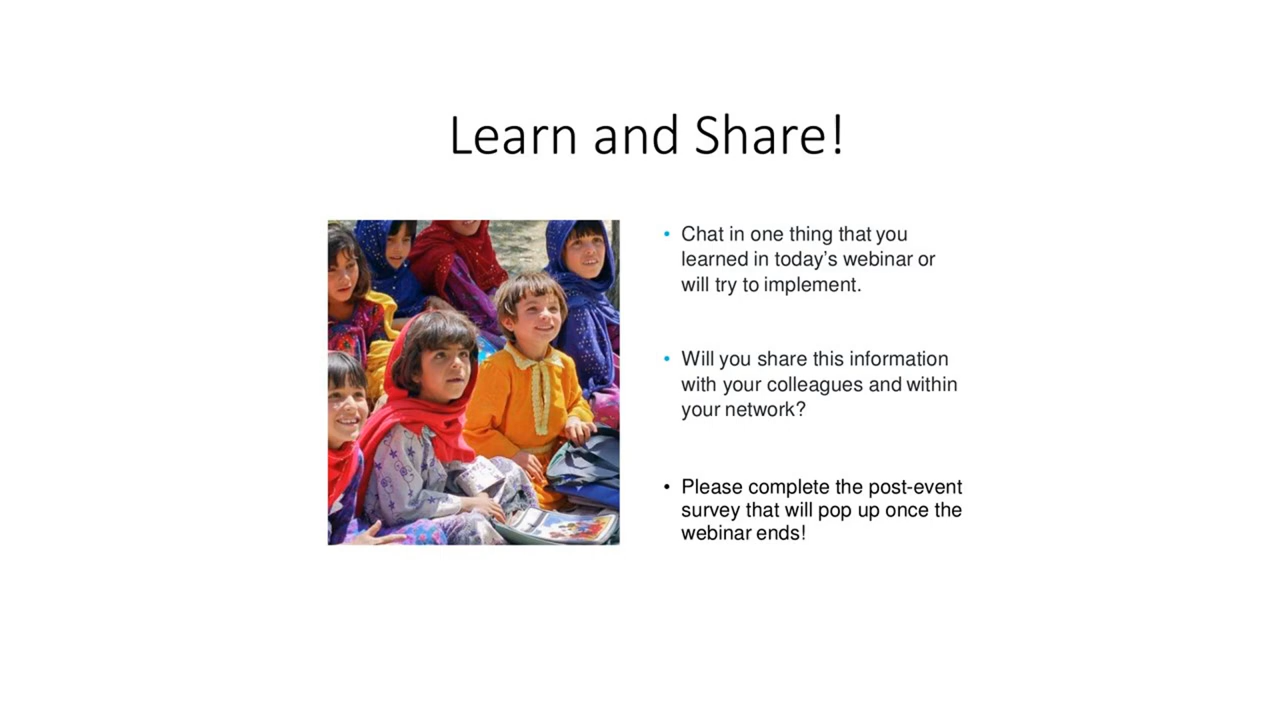 Learn and Share!
• Chat in one thing that you
learned in today's webinar or
will try to implement.
• Will you share this information
with your colleagues and within
your network?
• Please complete the post-event
survey that will pop up once the
webinar ends!